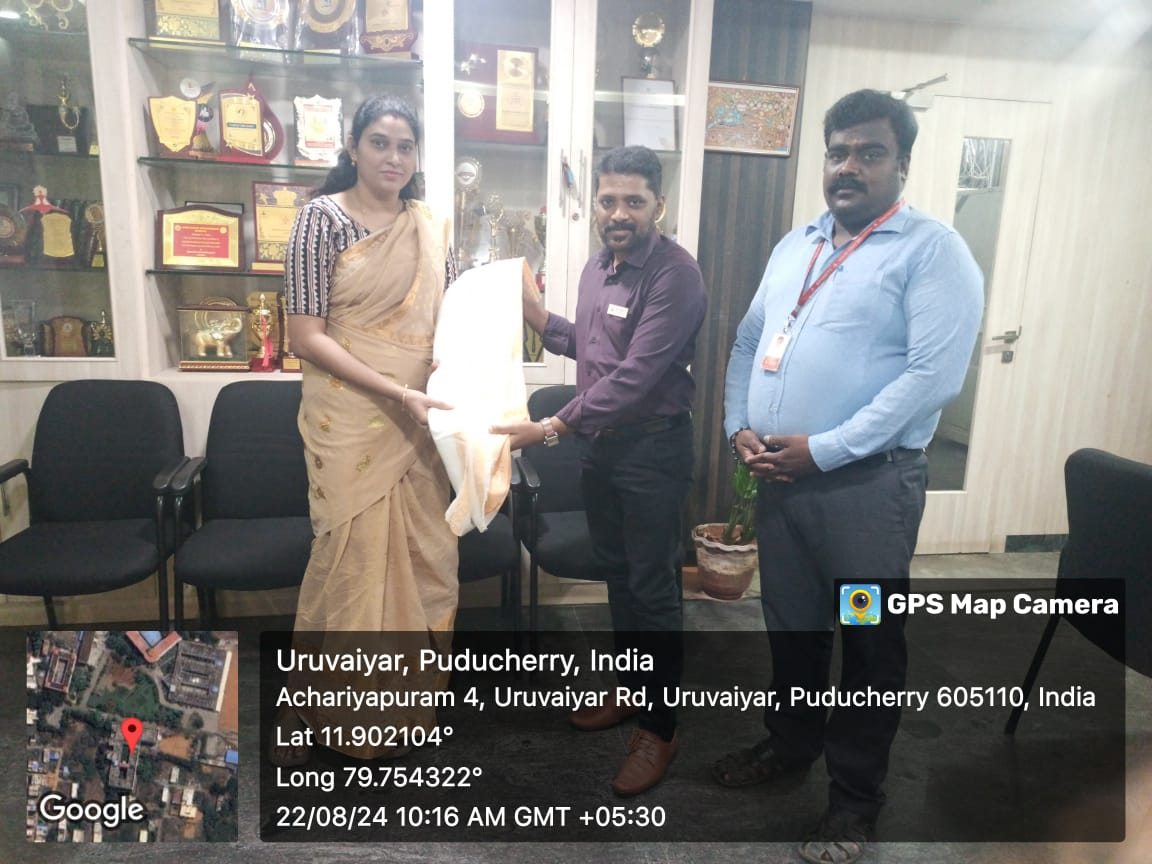 GPS Map Camera
Uruvaiyar, Puducherry, India
Achariyapuram 4, Uruvaiyar Rd, Uruvaiyar, Puducherry 605110, India
Lat 11.902104°
Long 79.754322°
22/08/24 10:16 AM GMT +05:30
Google